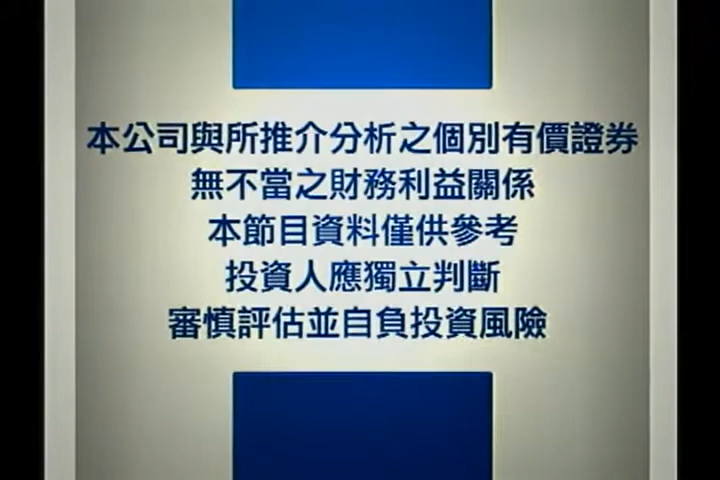 本公司與所推介分析之個別有價證券
無不當之財務利益關係
本節目資料僅供參考
投資人應獨立判斷
審慎評估並自負投資風險